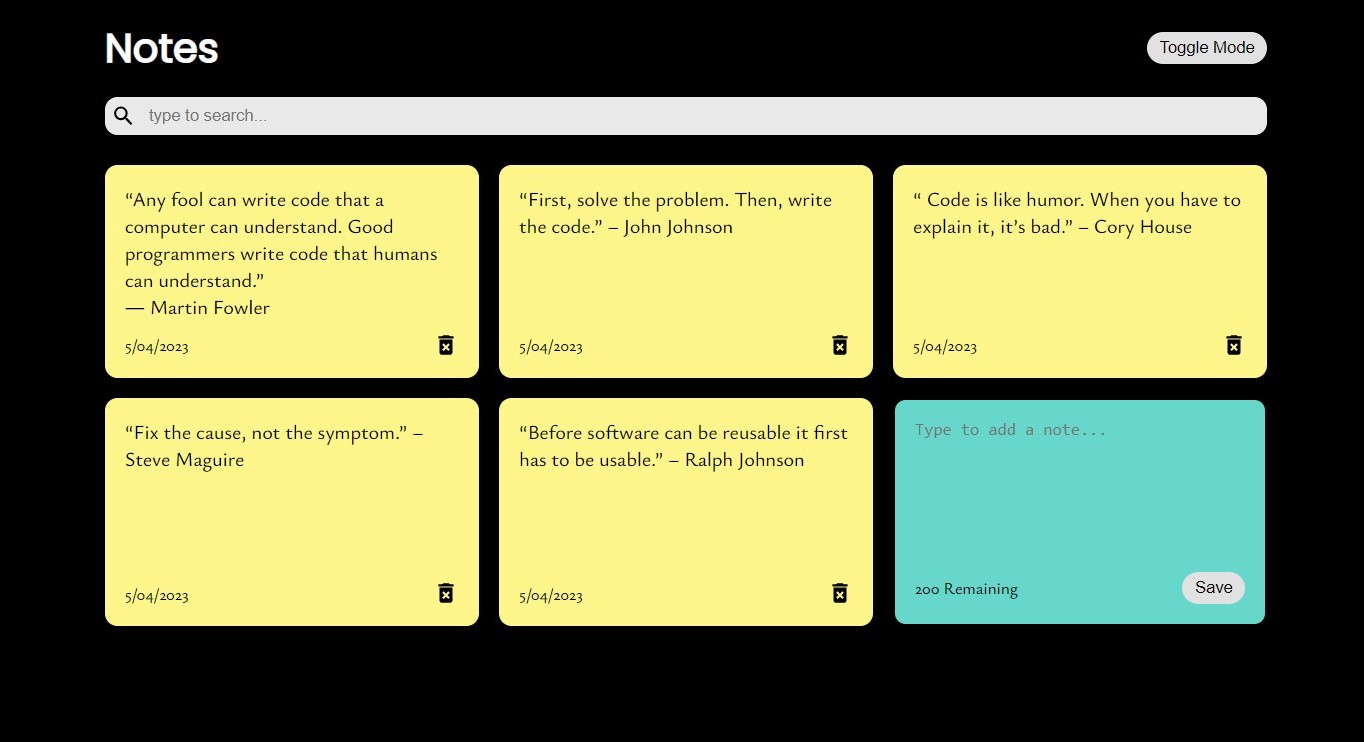 Notes
Toggle Mode
type to search...
“Any fool can write code that a
computer can understand. Good
programmers write code that humans
can understand.”
— Martin Fowler
5/04/2023
“First, solve the problem. Then, write
the code.” – John Johnson
5/04/2023
“ Code is like humor. When you have to
explain it, it’s bad.” – Cory House
5/04/2023
“Fix the cause, not the symptom.” –
Steve Maguire
5/04/2023
“Before software can be reusable it first
has to be usable.” – Ralph Johnson
5/04/2023
Type to add a note...
200 Remaining
Save